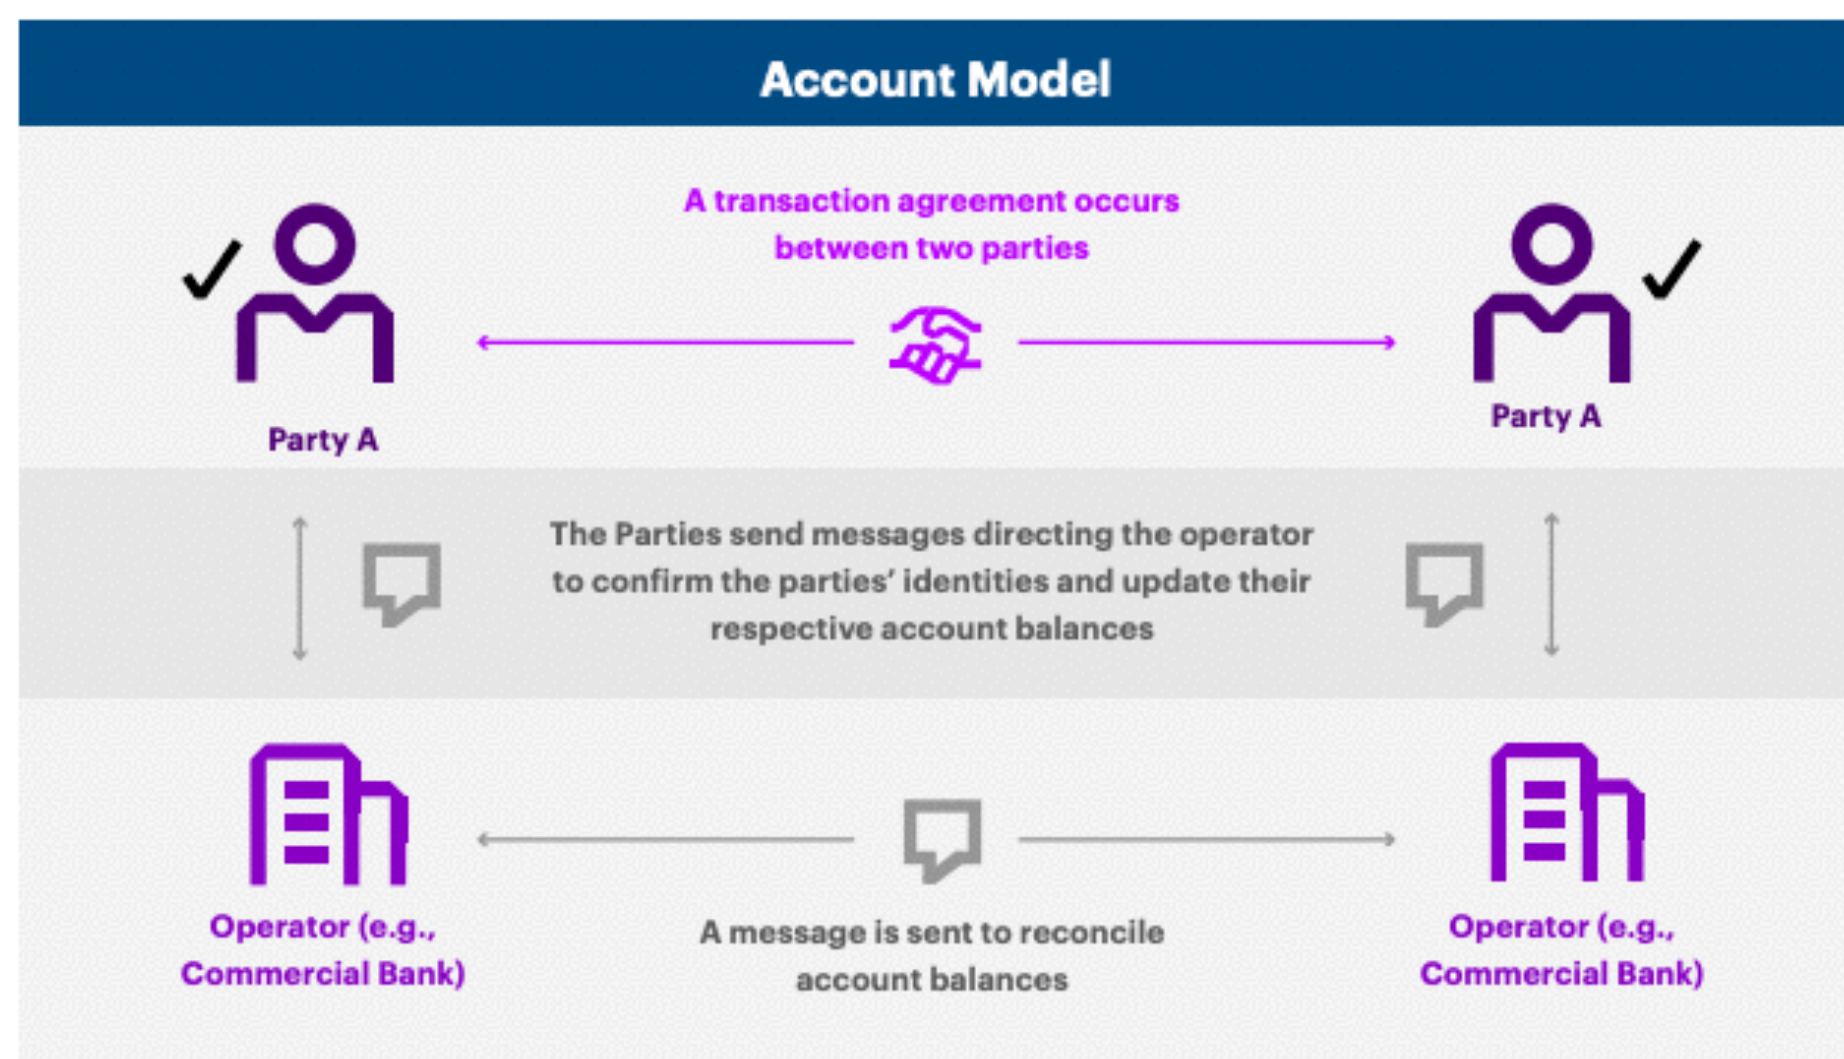 Account Model
A transaction agreement occurs
between two parties
Party A
Party A
The Parties send messages directing the operator
to confirm the parties’ identities and update their
respective account balances
Operator (e.g.,
Commercial Bank)
A message is sent to reconcile
account balances
Operator (e.g.,
Commercial Bank)